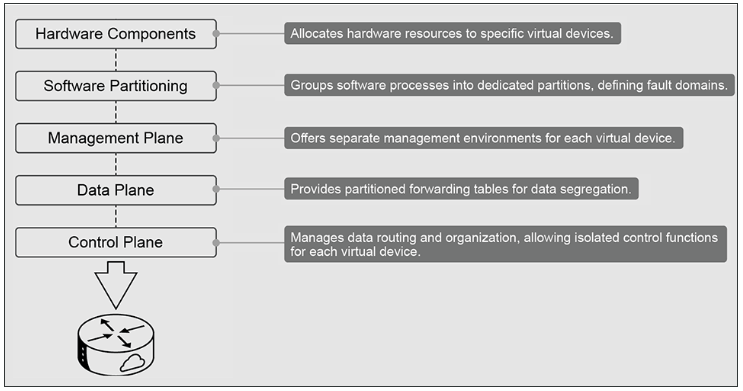 Hardware Components
Allocates hardware resources to specific virtual devices.
Software Partitioning
Groups software processes into dedicated partitions, defining fault domains.
Management Plane
Offers separate management environments for each virtual device.
Data Plane
Provides partitioned forwarding tables for data segregation.
Control Plane
Manages data routing and organization, allowing isolated control functions
for each virtual device.